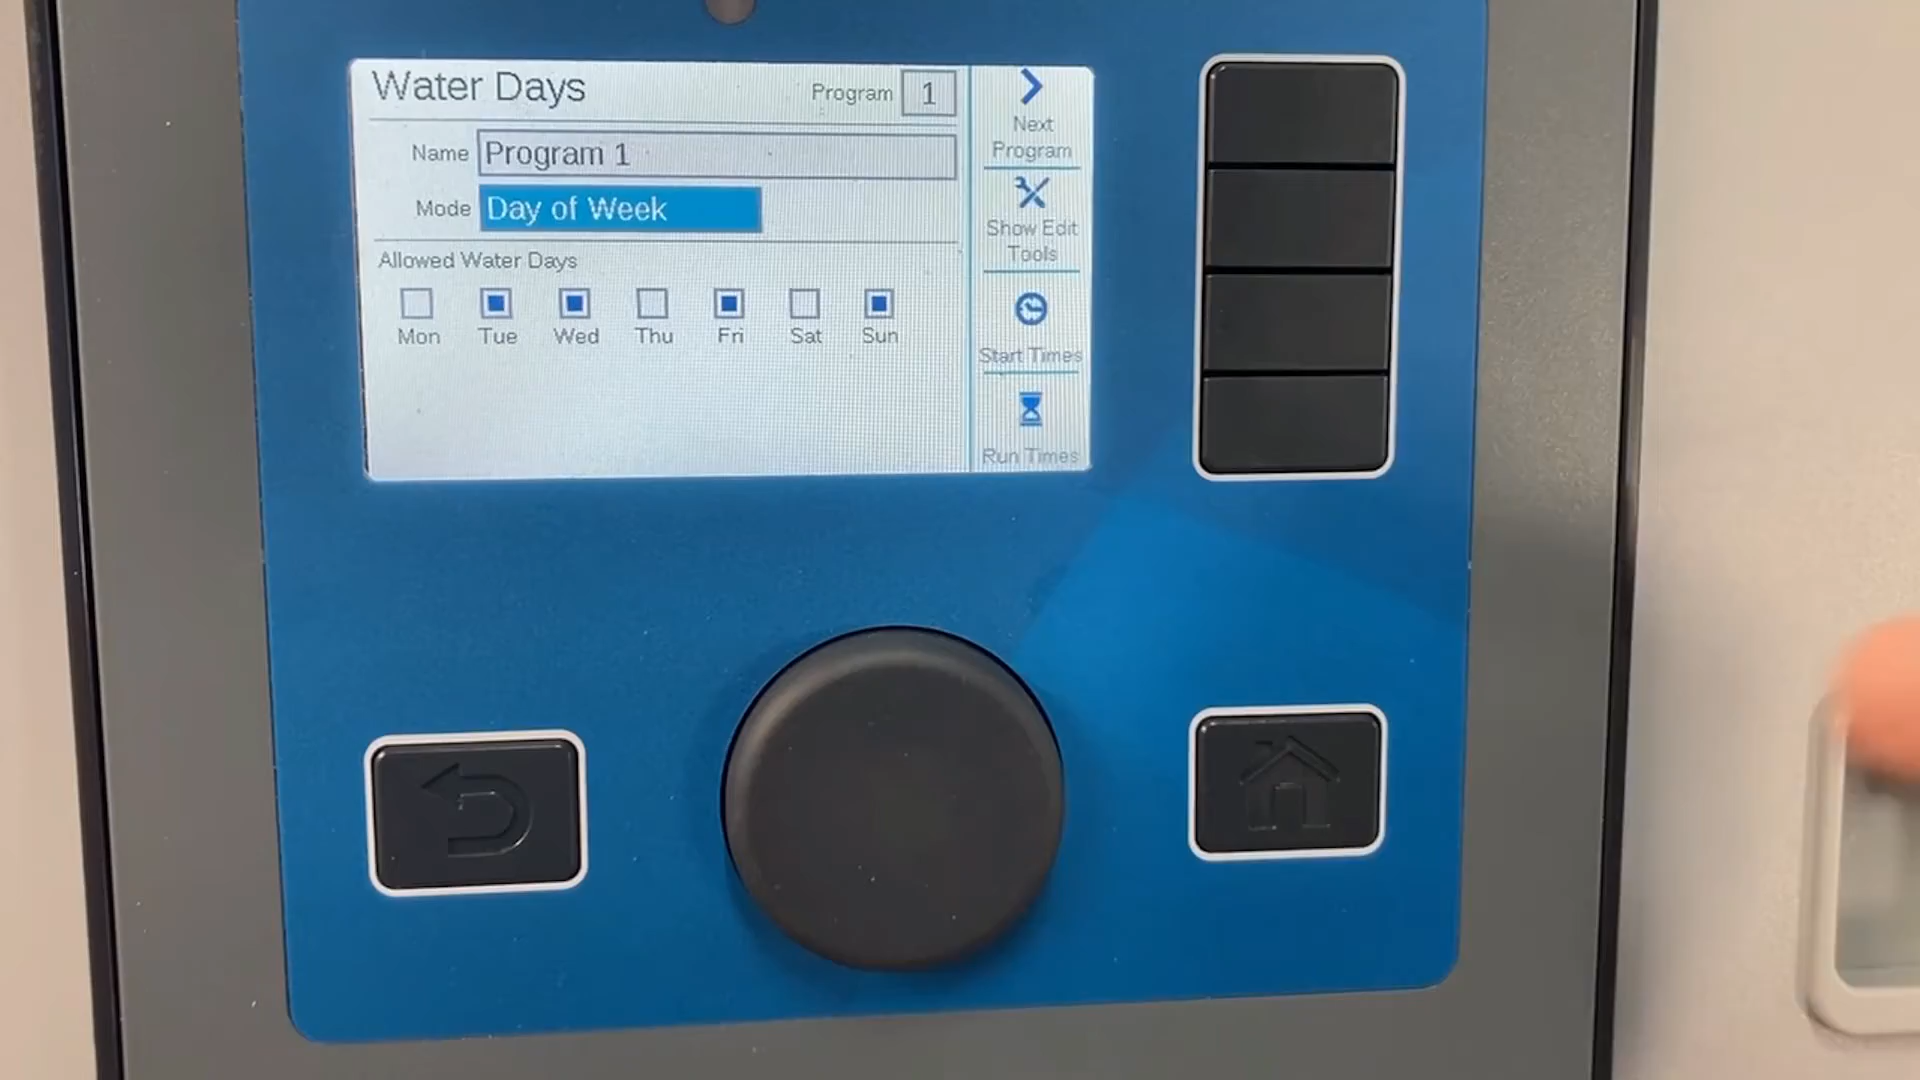 Water Days
Program 1
Name Program 1
Mode Day of Week
Allowed Water Days
Mon Tue Wed Thu Fri Sat Sun
Next
Program
Show Edit
Tools
Start Times
Run Times